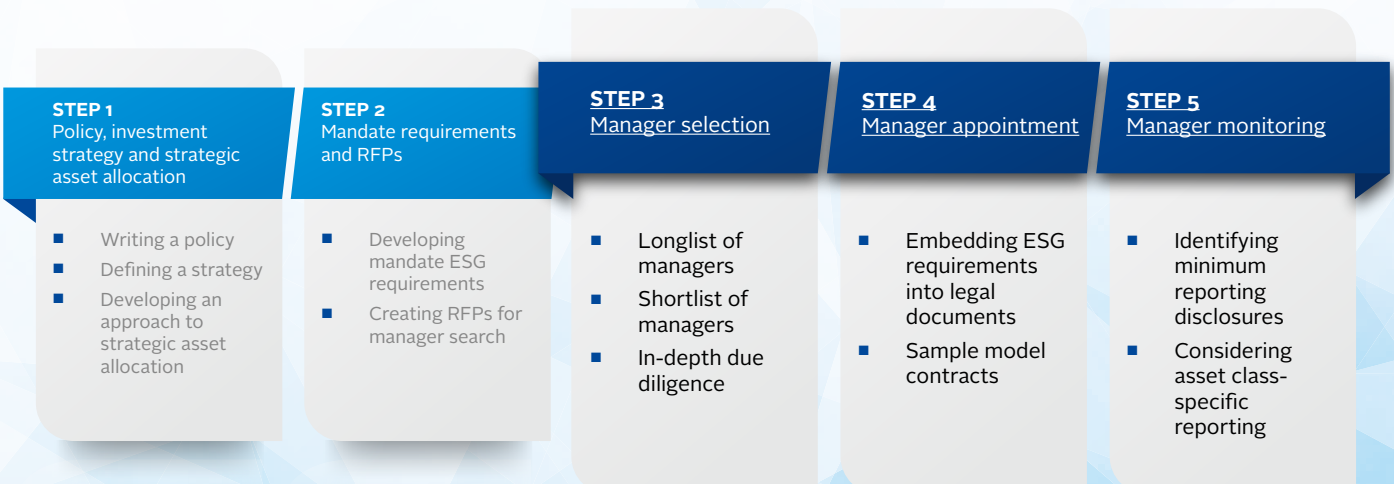 STEP 1
Policy, investment
strategy and strategic
asset allocation
Writing a policy
Defining a strategy
Developing an
approach to
strategic asset
allocation
STEP 2
Mandate requirements
and RFPs
Developing
mandate ESG
requirements
Creating RFPs for
manager search
STEP 3
Manager selection
Longlist of
managers
Shortlist of
managers
In-depth due
diligence
STEP 4
Manager appointment
Embedding ESG
requirements
into legal
documents
Sample model
contracts
STEP 5
Manager monitoring
Identifying
minimum
reporting
disclosures
Considering
asset class-
specific
reporting